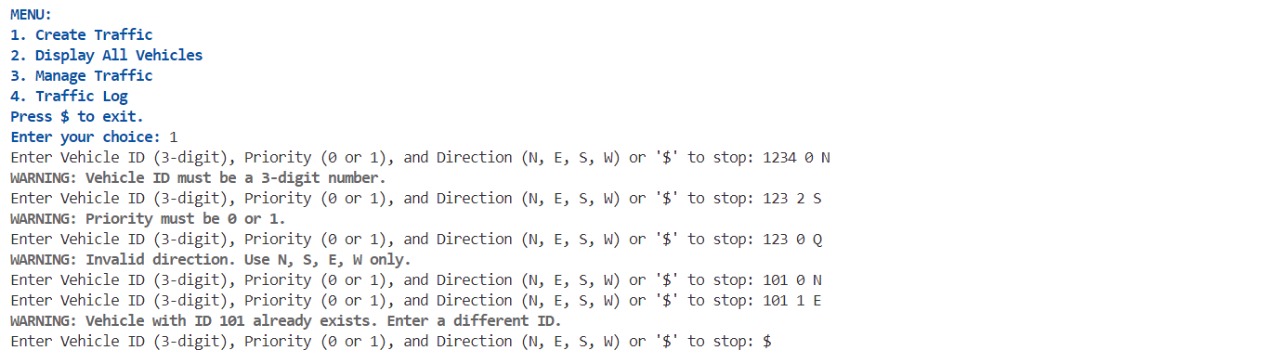 MENU:
1. Create Traffic
2. Display All Vehicles
3. Manage Traffic
4. Traffic Log
Press $ to exit.
Enter your choice: 1
Enter Vehicle ID (3-digit), Priority (0 or 1), and Direction (N, E, S, W) or '$' to stop: 1234 0 N
WARNING: Vehicle ID must be a 3-digit number.
Enter Vehicle ID (3-digit), Priority (0 or 1), and Direction (N, E, S, W) or '$' to stop: 123 2 S
WARNING: Priority must be 0 or 1.
Enter Vehicle ID (3-digit), Priority (0 or 1), and Direction (N, E, S, W) or '$' to stop: 123 0 Q
WARNING: Invalid direction. Use N, S, E, W only.
Enter Vehicle ID (3-digit), Priority (0 or 1), and Direction (N, E, S, W) or '$' to stop: 101 0 N
Enter Vehicle ID (3-digit), Priority (0 or 1), and Direction (N, E, S, W) or '$' to stop: 101 1 E
WARNING: Vehicle with ID 101 already exists. Enter a different ID.
Enter Vehicle ID (3-digit), Priority (0 or 1), and Direction (N, E, S, W) or '$' to stop: $